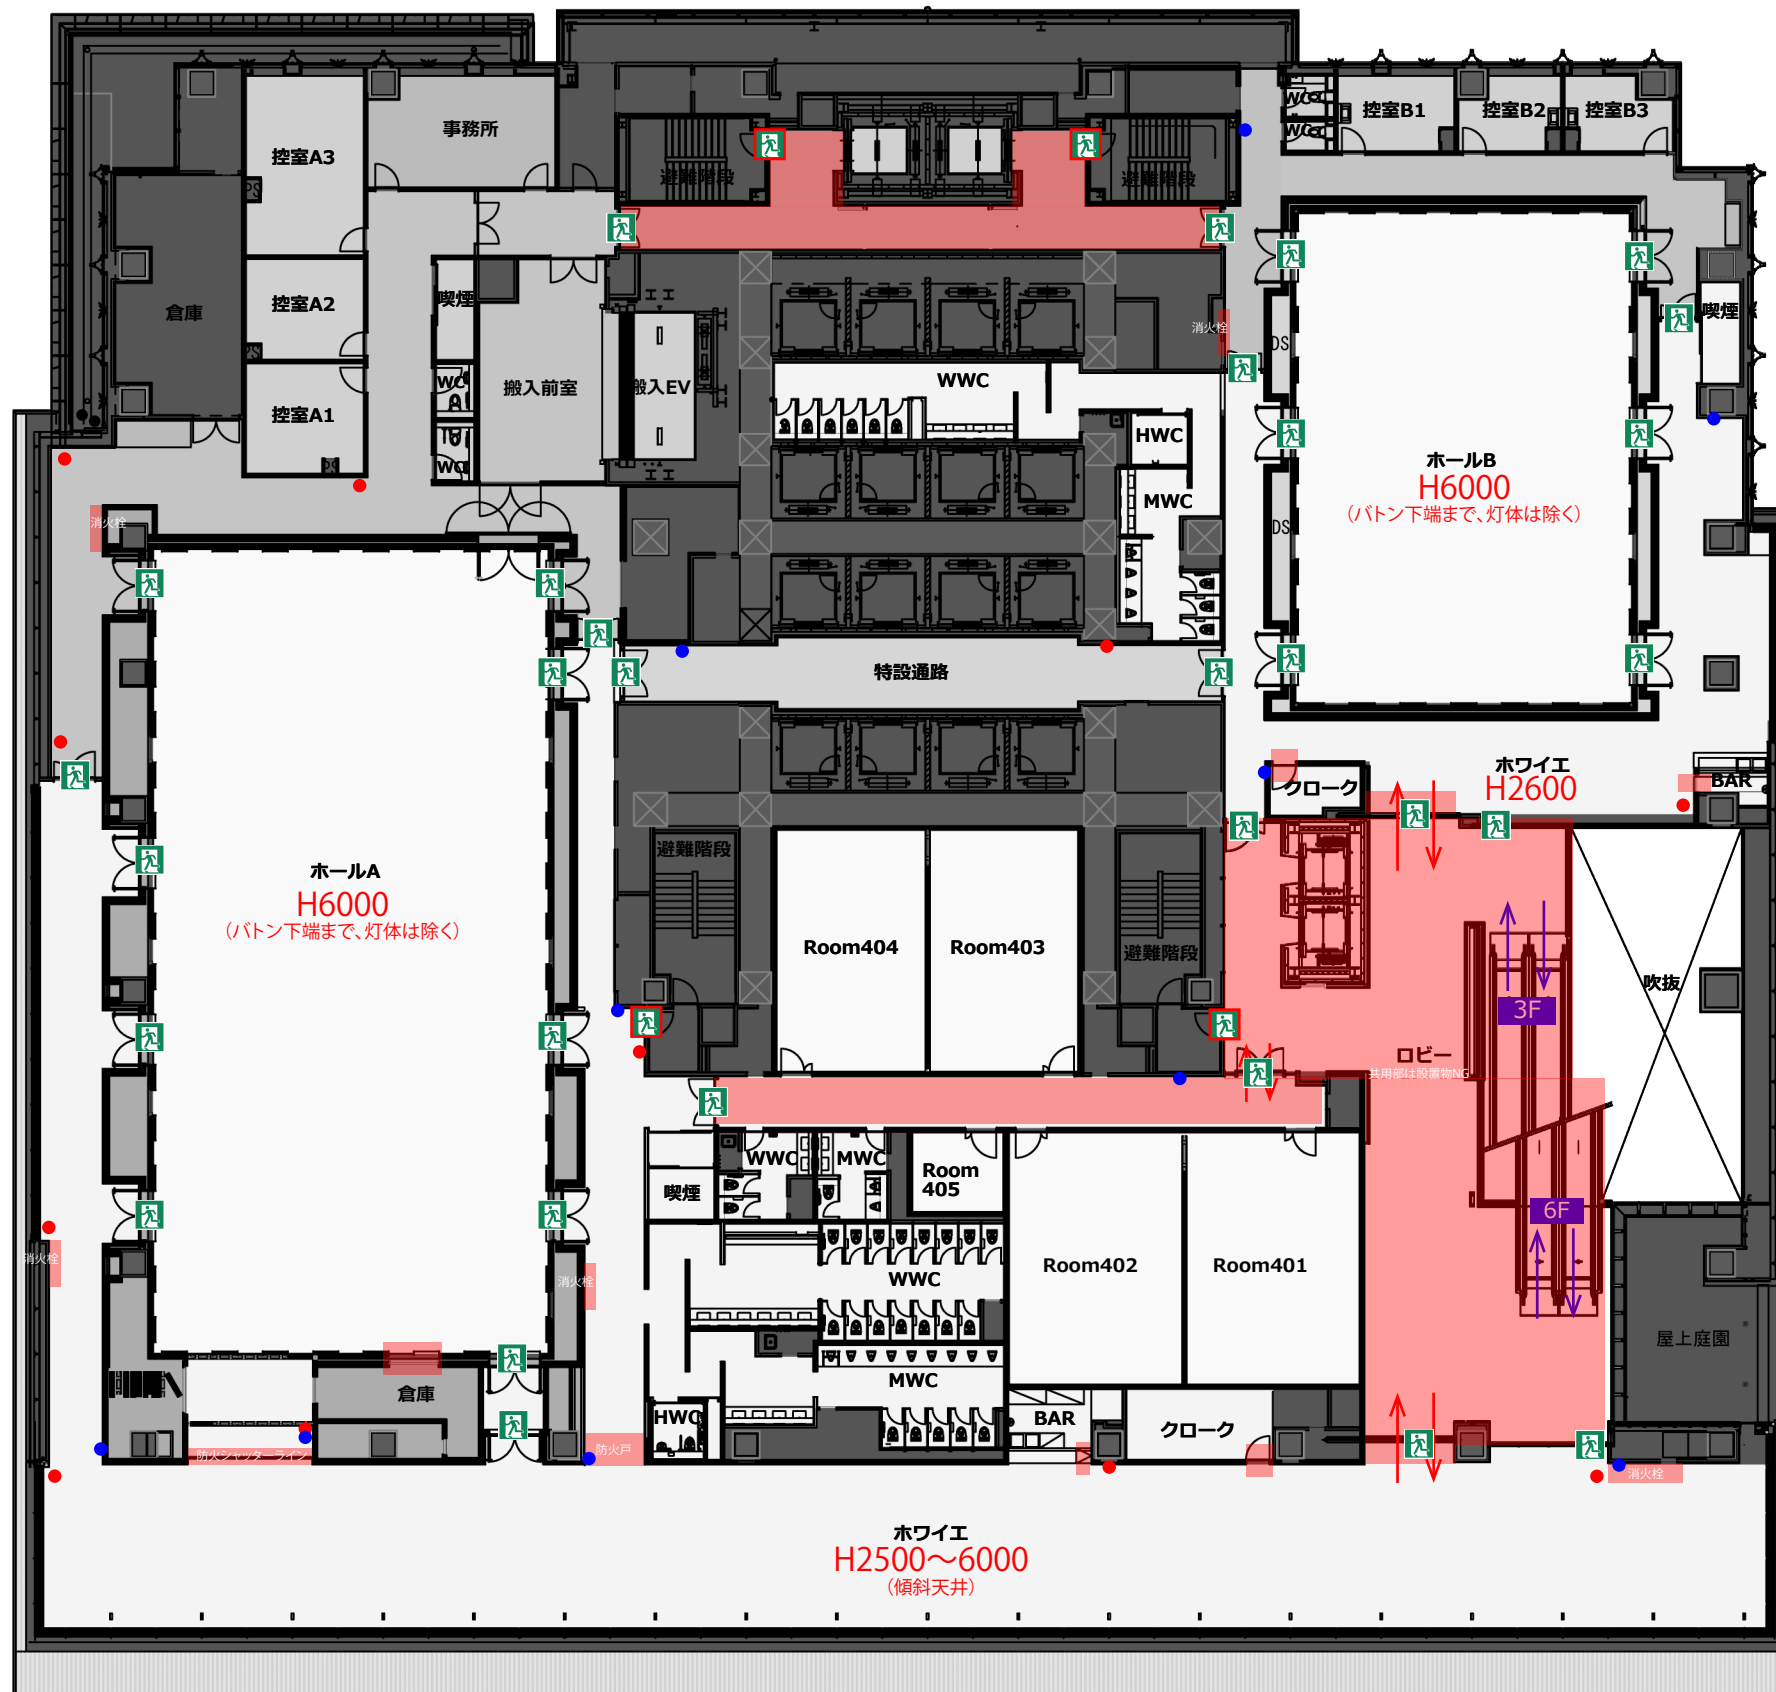 WC
WC
控室B1
控室B2
控室B3
事務所
控室A3
避難階段
避難階段
PS
控室A2
喫煙
倉庫
喫煙
消火栓
DS
WWC
WC
搬入前室
搬入EV
控室A1
HWC
ホールB
H6000
(バトン下端まで、灯体は除く)
WC
PS
MWC
消火栓
DS
特設通路
ホワイエ
H2600
クローク
BAR
避難階段
ホールA
H6000
(バトン下端まで、灯体は除く)
Room404
Room403
避難階段
吹抜
3F
ロビー
共用部は設置物NG
WWC
MWC
Room
405
喫煙
6F
消火栓
消火栓
WWC
Room402
Room401
屋上庭園
倉庫
MWC
HWC
BAR
クローク
防火シャッターライン
防火戸
消火栓
ホワイエ
H2500～6000
(傾斜天井)